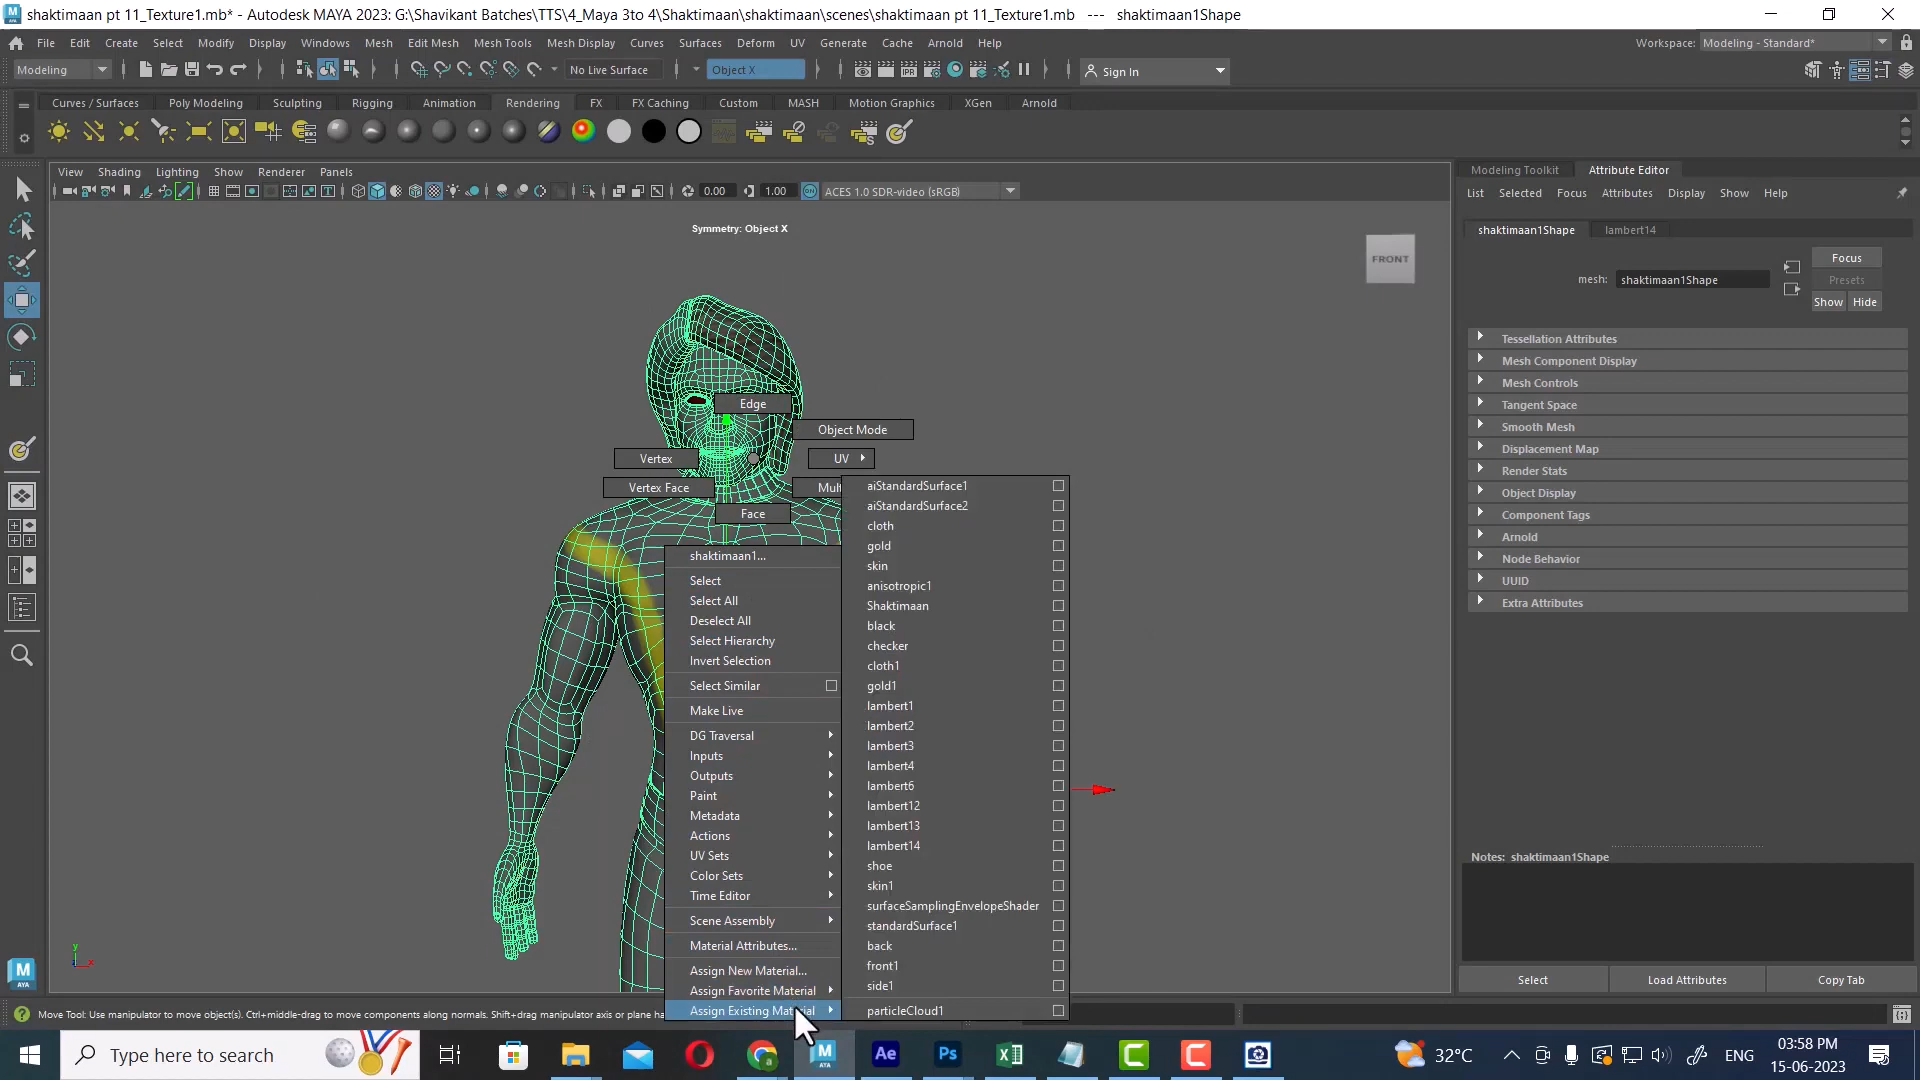 shaktimaan pt 11_Texture1.mb* - Autodesk MAYA 2023: G:\Shavikant Batches\TTS\4_Maya 3to 4\Shaktimaan\shaktimaan\scenes\shaktimaan pt 11_Texture1.mb --- shaktimaan1Shape
File Edit Create Select Modify Display Windows Mesh Edit Mesh Mesh Tools Mesh Display Curves Surfaces Deform UV Generate Cache Arnold Help
Workspace: Modeling - Standard*
Modeling
No Live Surface
Object X
Sign In
Curves / Surfaces Poly Modeling Sculpting Rigging Animation Rendering FX FX Caching Custom MASH Motion Graphics XGen Arnold
View Shading Lighting Show Renderer Panels
0.00 1.00 ACES 1.0 SDR-video (sRGB)
Symmetry: Object X
FRONT
Edge
Object Mode
Vertex
UV
Vertex Face
Mult
Face
shaktimaan1...
Select
Select All
Deselect All
Select Hierarchy
Invert Selection
Select Similar
Make Live
DG Traversal
Inputs
Outputs
Paint
Metadata
Actions
UV Sets
Color Sets
Time Editor
Scene Assembly
Material Attributes...
Assign New Material...
Assign Favorite Material
Assign Existing Material
aiStandardSurface1
aiStandardSurface2
cloth
gold
skin
anisotropic1
Shaktimaan
black
checker
cloth1
gold1
lambert1
lambert2
lambert3
lambert4
lambert6
lambert12
lambert13
lambert14
shoe
skin1
surfaceSamplingEnvelopeShader
standardSurface1
back
front1
side1
particleCloud1
Modeling Toolkit Attribute Editor
List Selected Focus Attributes Display Show Help
shaktimaan1Shape lambert14
mesh: shaktimaan1Shape
Focus
Presets
Show Hide
Tessellation Attributes
Mesh Component Display
Mesh Controls
Tangent Space
Smooth Mesh
Displacement Map
Render Stats
Object Display
Component Tags
Arnold
Node Behavior
UUID
Extra Attributes
Notes: shaktimaan1Shape
Select Load Attributes Copy Tab
y
x
M
AYA
Move Tool: Use manipulator to move object(s). Ctrl+middle-drag to move components along normals. Shift+drag manipulator axis or plane ha
Type here to search
M
AYA
Ae
Ps
32°C
ENG
03:58 PM
15-06-2023